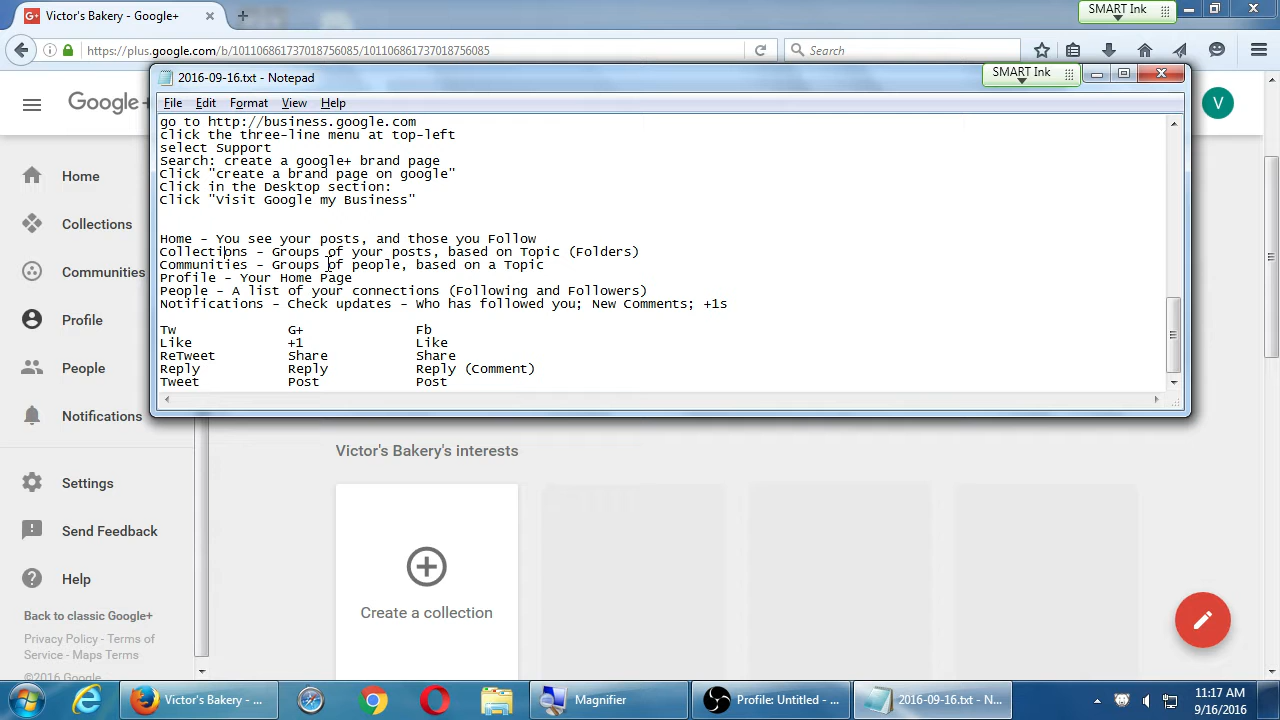 Victor's Bakery - Google+
SMART Ink
https://plus.google.com/b/101106861737018756085/101106861737018756085
Search
2016-09-16.txt - Notepad
SMART Ink
File Edit Format View Help
go to http://business.google.com
click the three-line menu at top-left
select Support
Search: create a google+ brand page
Click "create a brand page on google"
Click in the Desktop section:
Click "Visit Google my Business"
Home - You see your posts, and those you Follow
Collections - Groups of your posts, based on Topic (Folders)
Communities - Groups of people, based on a Topic
Profile - Your Home Page
People - A list of your connections (Following and Followers)
Notifications - Check updates - Who has followed you; New Comments; +1s
Tw G+ Fb
Like +1 Like
ReTweet Share Share
Reply Reply Reply (Comment)
Tweet Post Post
Google+
V
Home
Collections
Communities
Profile
People
Notifications
Settings
Send Feedback
Help
Back to classic Google+
Privacy Policy - Terms of
Service - Maps Terms
©2016 Google
Victor's Bakery's interests
Create a collection
Victor's Bakery - ...
Magnifier
Profile: Untitled - ...
2016-09-16.txt - N...
11:17 AM
9/16/2016